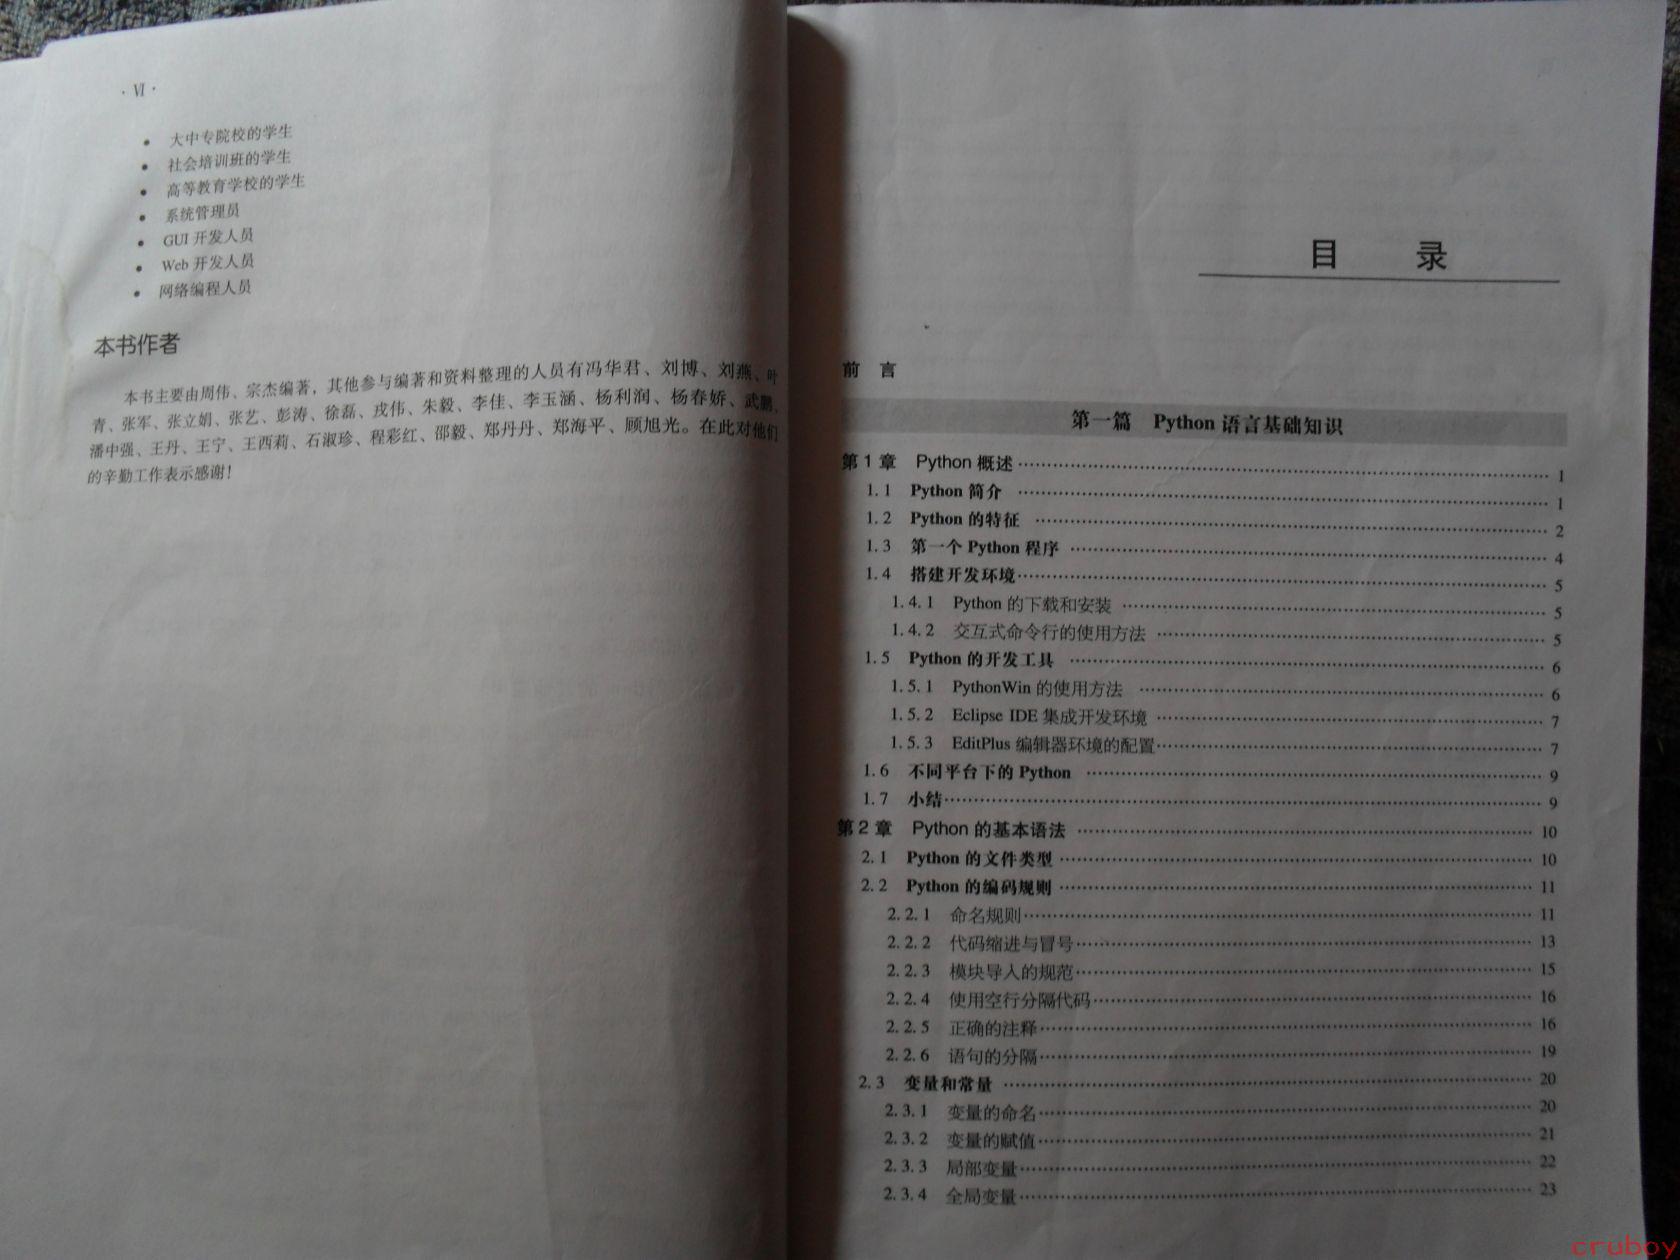 · VI ·
• 大中专院校的学生
• 社会培训班的学生
• 高等教育学校的学生
• 系统管理员
• GUI 开发人员
• Web 开发人员
• 网络编程人员
本书作者
本书主要由周伟、宗杰编著，其他参与编著和资料整理的人员有冯华君、刘博、刘燕、叶
青、张军、张立娟、张艺、彭涛、徐磊、戎伟、朱毅、李佳、李玉涵、杨利润、杨春娇、武鹏、
潘中强、王丹、王宁、王西莉、石淑珍、程彩红、邵毅、郑丹丹、郑海平、顾旭光。在此对他们
的辛勤工作表示感谢！
目 录
前 言
第一篇 Python 语言基础知识
第 1 章 Python 概述 …… 1
1.1 Python 简介 …… 1
1.2 Python 的特征 …… 2
1.3 第一个 Python 程序 …… 4
1.4 搭建开发环境 …… 5
1.4.1 Python 的下载和安装 …… 5
1.4.2 交互式命令行的使用方法 …… 5
1.5 Python 的开发工具 …… 6
1.5.1 PythonWin 的使用方法 …… 6
1.5.2 Eclipse IDE 集成开发环境 …… 7
1.5.3 EditPlus 编辑器环境的配置 …… 7
1.6 不同平台下的 Python …… 9
1.7 小结 …… 9
第 2 章 Python 的基本语法 …… 10
2.1 Python 的文件类型 …… 10
2.2 Python 的编码规则 …… 11
2.2.1 命名规则 …… 11
2.2.2 代码缩进与冒号 …… 13
2.2.3 模块导入的规范 …… 15
2.2.4 使用空行分隔代码 …… 16
2.2.5 正确的注释 …… 16
2.2.6 语句的分隔 …… 19
2.3 变量和常量 …… 20
2.3.1 变量的命名 …… 20
2.3.2 变量的赋值 …… 21
2.3.3 局部变量 …… 22
2.3.4 全局变量 …… 23
cruboy